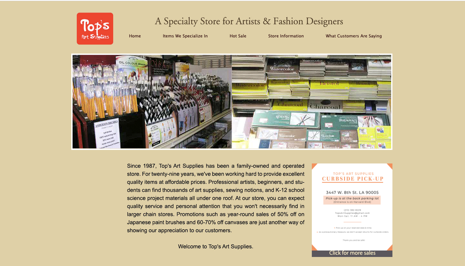 Top's
Art Supplies
A Specialty Store for Artists & Fashion Designers
Home Items We Specialize In Hot Sale Store Information What Customers Are Saying
Since 1987, Top's Art Supplies has been a family-owned and operated
store. For twenty-nine years, we've been working hard to provide excellent
quality items at affordable prices. Professional artists, beginners, and stu-
dents can find thousands of art supplies, sewing notions, and K-12 school
science project materials all under one roof. At our store, you can expect
quality service and personal attention that you won't necessarily find in
larger chain stores. Promotions such as year-round sales of 50% off on
Japanese paint brushes and 60-70% off canvases are just another way of
showing our appreciation to our customers.
Welcome to Top's Art Supplies.
TOP'S ART SUPPLIES
CURBSIDE PICK-UP
3447 W. 8th St. LA 90005
Pick up is at the back parking lot
Click for more sales